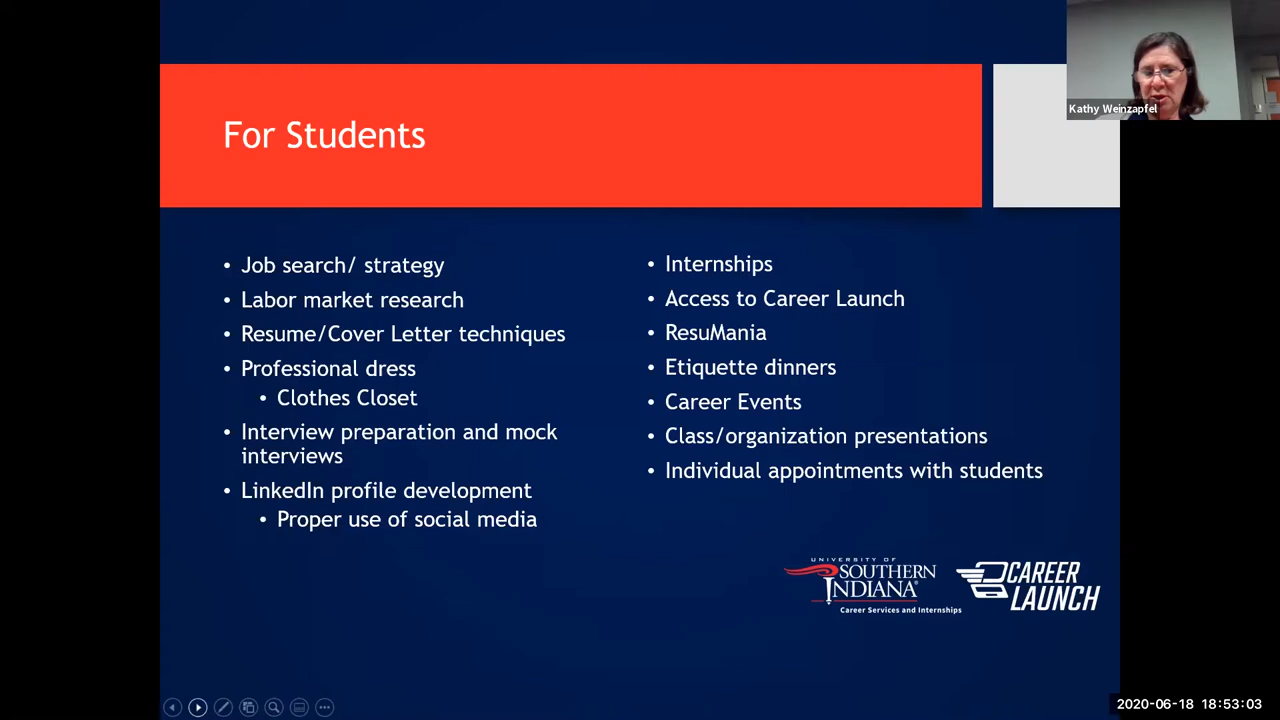 For Students
Kathy Weinzapfel
• Job search/ strategy
• Labor market research
• Resume/Cover Letter techniques
• Professional dress
• Clothes Closet
• Interview preparation and mock
interviews
• LinkedIn profile development
• Proper use of social media
• Internships
• Access to Career Launch
• ResuMania
• Etiquette dinners
• Career Events
• Class/organization presentations
• Individual appointments with students
UNIVERSITY OF
SOUTHERN
INDIANA®
Career Services and Internships
CAREER
LAUNCH
2020-06-18 18:53:03